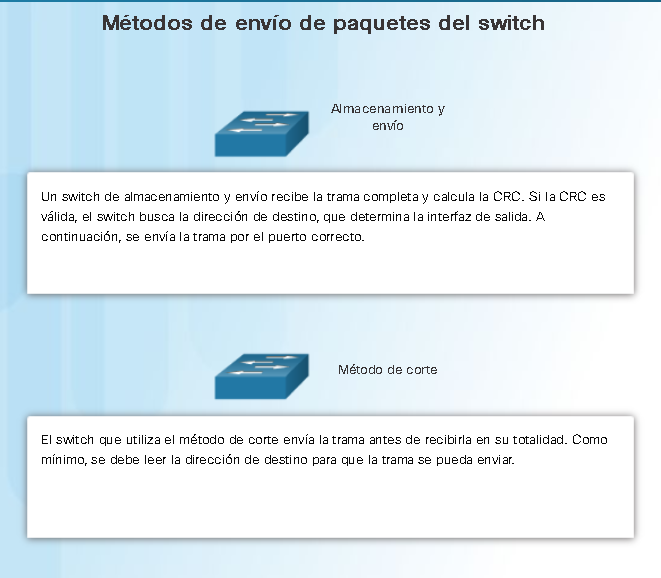 Métodos de envío de paquetes del switch
Almacenamiento y
envío
Un switch de almacenamiento y envío recibe la trama completa y calcula la CRC. Si la CRC es
válida, el switch busca la dirección de destino, que determina la interfaz de salida. A
continuación, se envía la trama por el puerto correcto.
Método de corte
El switch que utiliza el método de corte envía la trama antes de recibirla en su totalidad. Como
mínimo, se debe leer la dirección de destino para que la trama se pueda enviar.